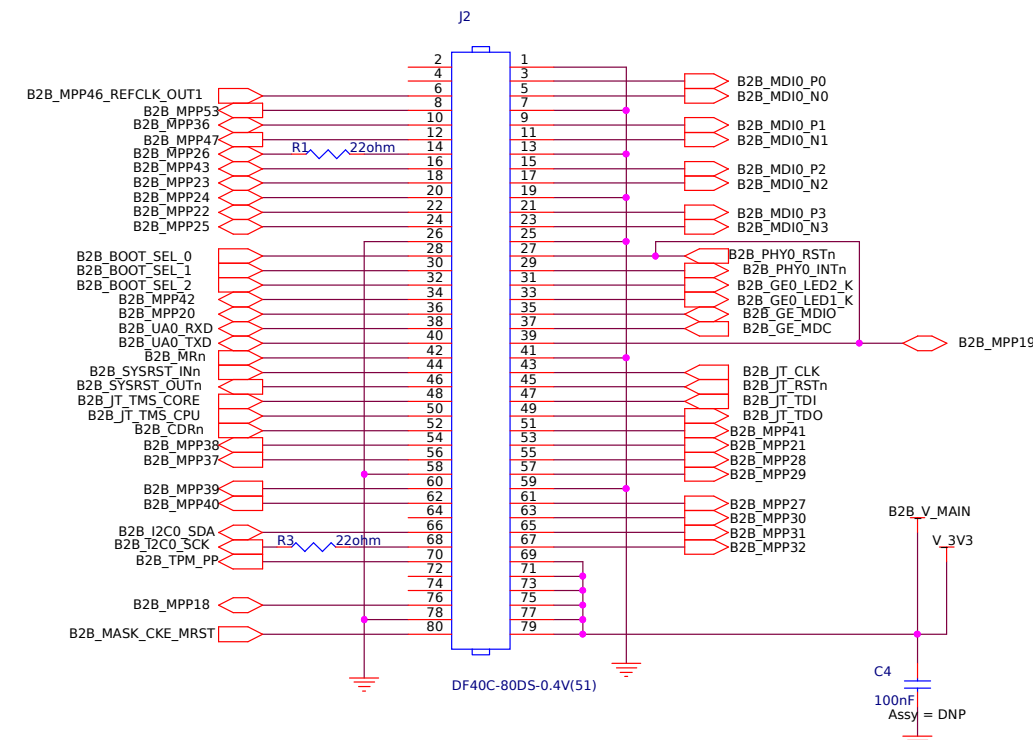 J2
2 1
4 3 B2B_MDI0_P0
B2B_MPP46_REFCLK_OUT1 6 5 B2B_MDI0_N0
B2B_MPP53 8 7
B2B_MPP36 10 9 B2B_MDI0_P1
B2B_MPP47 12 11 B2B_MDI0_N1
B2B_MPP26 R1 22ohm 14 13
B2B_MPP43 16 15 B2B_MDI0_P2
B2B_MPP23 18 17 B2B_MDI0_N2
B2B_MPP24 20 19
B2B_MPP22 22 21 B2B_MDI0_P3
B2B_MPP25 24 23 B2B_MDI0_N3
26 25
B2B_BOOT_SEL_0 28 27 B2B_PHY0_RSTn
B2B_BOOT_SEL_1 30 29 B2B_PHY0_INTn
B2B_BOOT_SEL_2 32 31 B2B_GE0_LED2_K
B2B_MPP42 34 33 B2B_GE0_LED1_K
B2B_MPP20 36 35 B2B_GE_MDIO
B2B_UA0_RXD 38 37 B2B_GE_MDC
B2B_UA0_TXD 40 39 B2B_MPP19
B2B_MRn 42 41
B2B_SYSRST_INn 44 43 B2B_JT_CLK
B2B_SYSRST_OUTn 46 45 B2B_JT_RSTn
B2B_JT_TMS_CORE 48 47 B2B_JT_TDI
B2B_JT_TMS_CPU 50 49 B2B_JT_TDO
B2B_CDRn 52 51 B2B_MPP41
B2B_MPP38 54 53 B2B_MPP21
B2B_MPP37 56 55 B2B_MPP28
58 57 B2B_MPP29
B2B_MPP39 60 59
B2B_MPP40 62 61 B2B_MPP27
64 63 B2B_MPP30
B2B_I2C0_SDA 66 65 B2B_MPP31
B2B_I2C0_SCK R3 22ohm 68 67 B2B_MPP32
B2B_TPM_PP 70 69
72 71
74 73
B2B_MPP18 76 75
78 77
B2B_MASK_CKE_MRST 80 79
B2B_V_MAIN
V_3V3
DF40C-80DS-0.4V(51)
C4
100nF
Assy = DNP